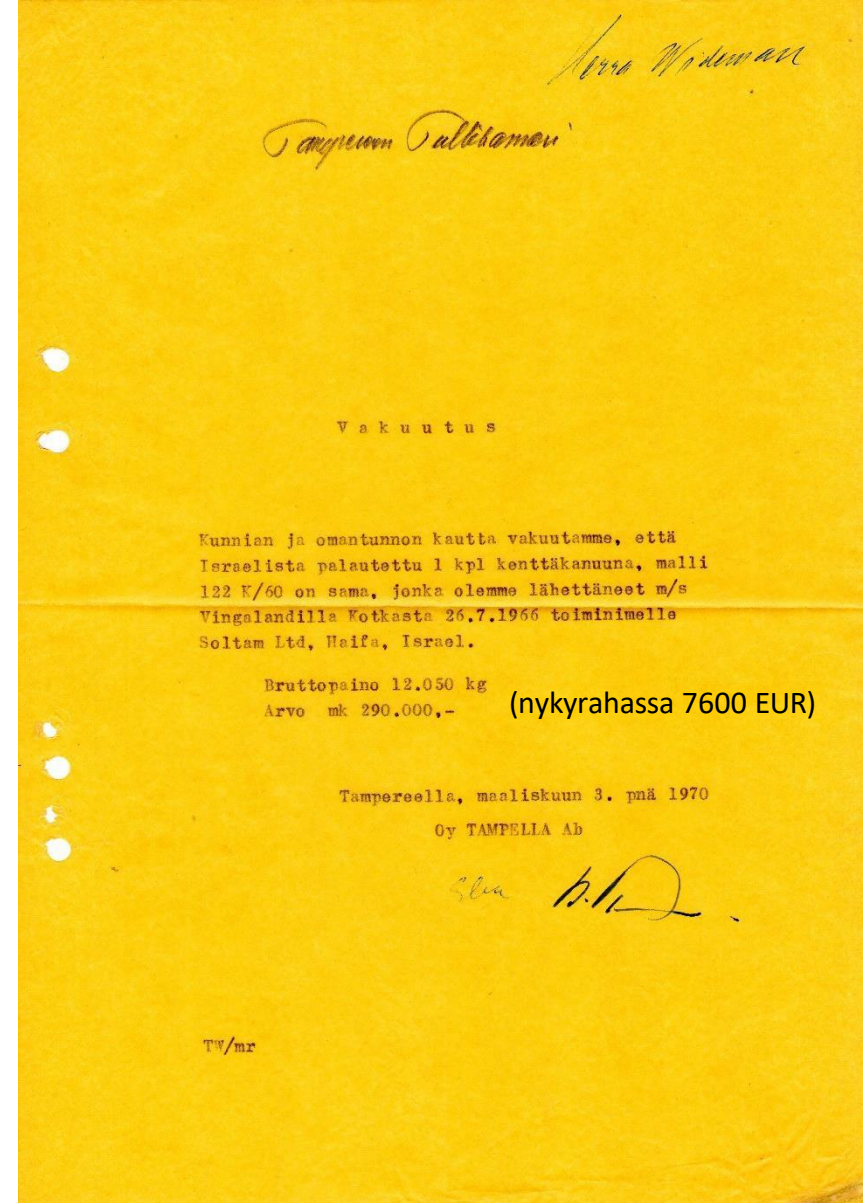 Herra Wideman
Tampereen Tullikamari
Vakuutus
Kunnian ja omantunnon kautta vakuutamme, että
Israelista palautettu 1 kpl kenttäkanuuna, malli
122 K/60 on sama, jonka olemme lähettäneet m/s
Vingalandilla Kotkasta 26.7.1966 toiminimelle
Soltam Ltd, Haifa, Israel.
Bruttopaino 12.050 kg
Arvo mk 290.000,- (nykyrahassa 7600 EUR)
Tampereella, maaliskuun 3. pnä 1970
Oy TAMPELLA Ab
TW/mr